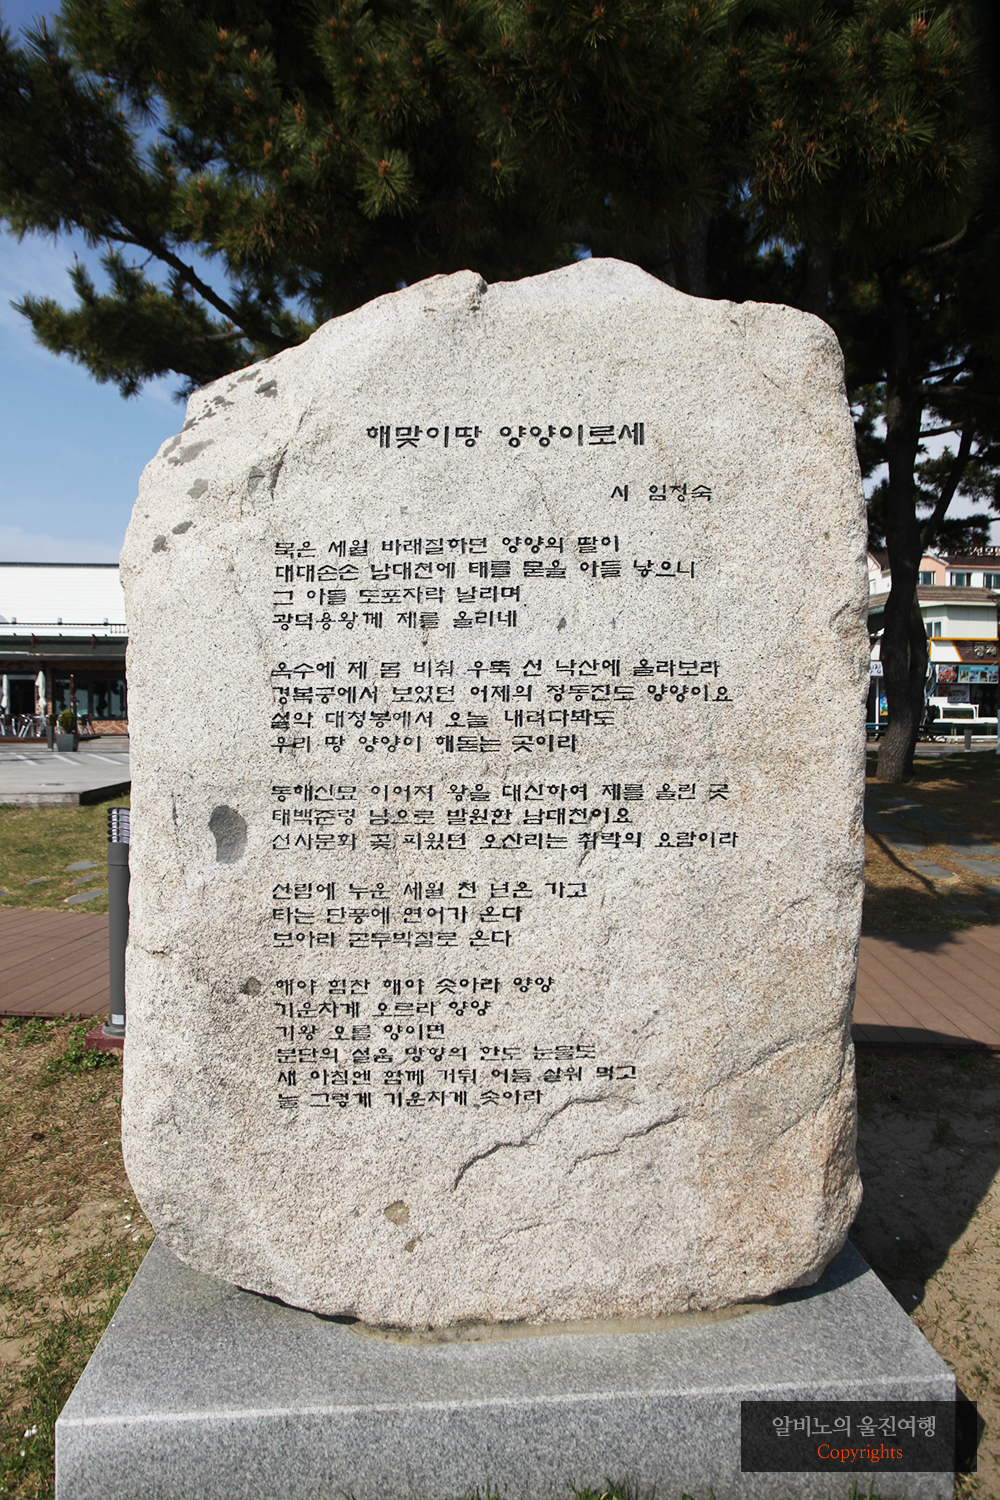 해맞이땅 양양이로세
시 임정숙
묵은 세월 바래질하던 양양의 딸이
대대손손 남대천에 태를 묻을 아들 낳으니
그 아들 도포자락 날리며
광덕용왕께 제를 올리네
옥수에 제 몸 비춰 우뚝 선 낙산에 올라보라
경복궁에서 보았던 어제의 정동진도 양양이요
설악 대청봉에서 오늘 내려다봐도
우리 땅 양양이 해돋는 곳이라
동해신묘 이어져 왕을 대신하여 제를 올린 곳
태백준령 남으로 발원한 남대천이요
선사문화 꽃 피웠던 오산리는 취락의 요람이라
선림에 누운 세월 천 년은 가고
타는 단풍에 연어가 온다
보아라 곤두박질로 온다
해야 힘찬 해야 솟아라 양양
기운차게 오르라 양양
기왕 오를 양이면
분단의 설움 망향의 한도 눈물도
새 아침엔 함께 거둬 어둠 살워 먹고
늘 그렇게 기운차게 솟아라
알비노의 울진여행
Copyrights